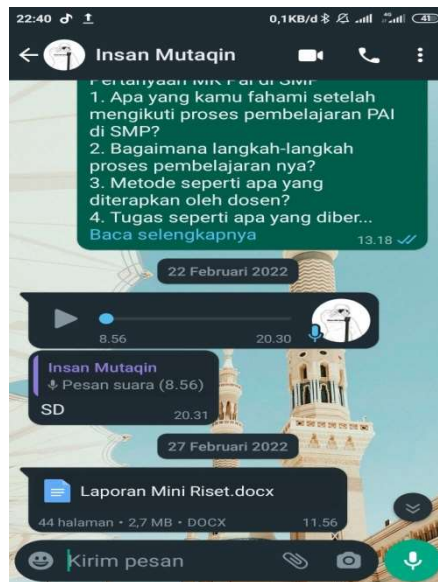 22:40
0,1KB/d
41
Insan Mutaqin
Pertanyaan MK Pai di SMP
1. Apa yang kamu fahami setelah
mengikuti proses pembelajaran PAI
di SMP?
2. Bagaimana langkah-langkah
proses pembelajaran nya?
3. Metode seperti apa yang
diterapkan oleh dosen?
4. Tugas seperti apa yang diber...
Baca selengkapnya
13.18
22 Februari 2022
8.56
20.30
Insan Mutaqin
Pesan suara (8.56)
SD
20.31
27 Februari 2022
Laporan Mini Riset.docx
44 halaman • 2,7 MB • DOCX
11.56
Kirim pesan